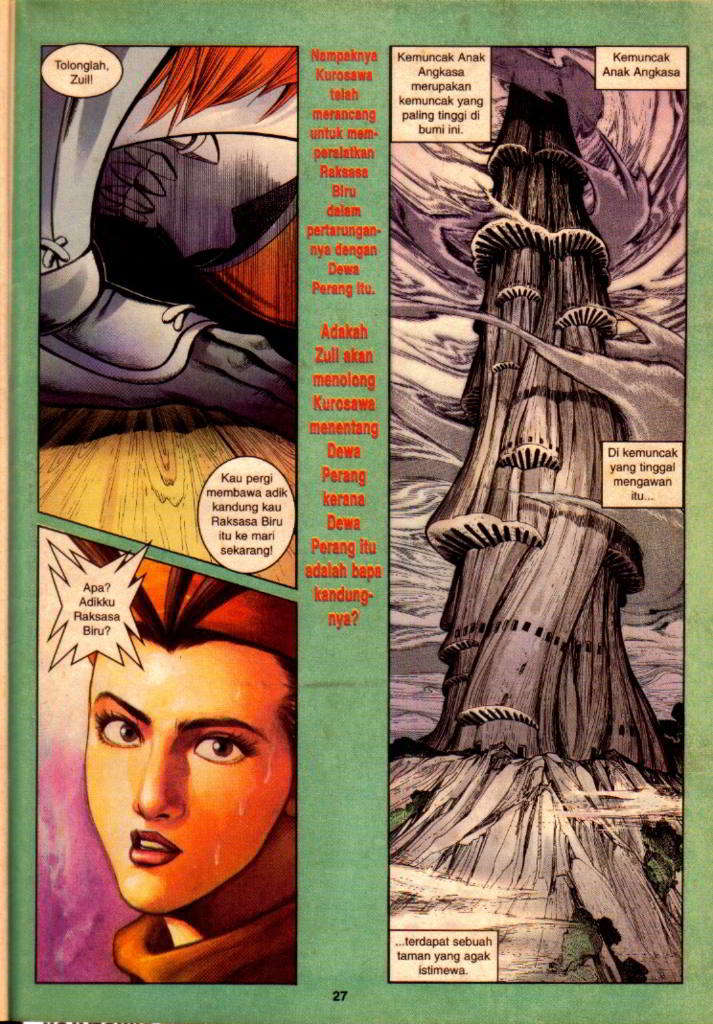 Tolonglah,
Zuil!
Kau pergi
membawa adik
kandung kau
Raksasa Biru
itu ke mari
sekarang!
Apa?
Adikku
Raksasa
Biru?
Nampaknya
Kurosawa
telah
merancang
untuk mem-
peralatkan
Raksasa
Biru
dalam
pertarungan-
nya dengan
Dewa
Perang itu.
Adakah
Zuil akan
menolong
Kurosawa
menentang
Dewa
Perang
kerana
Dewa
Perang itu
adalah bapa
kandung-
nya?
Kemuncak Anak
Angkasa
merupakan
kemuncak yang
paling tinggi di
bumi ini.
Kemuncak
Anak Angkasa
Di kemuncak
yang tinggal
mengawan
itu...
...terdapat sebuah
taman yang agak
istimewa.
27